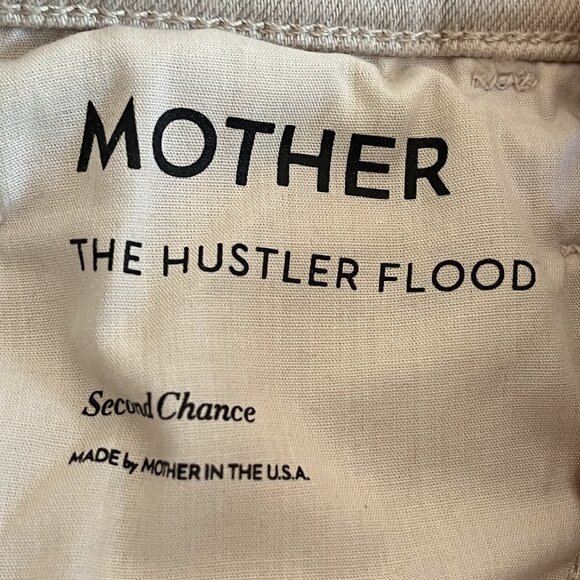 MOTHER
THE HUSTLER FLOOD
Second Chance
MADE by MOTHER IN THE U.S.A.